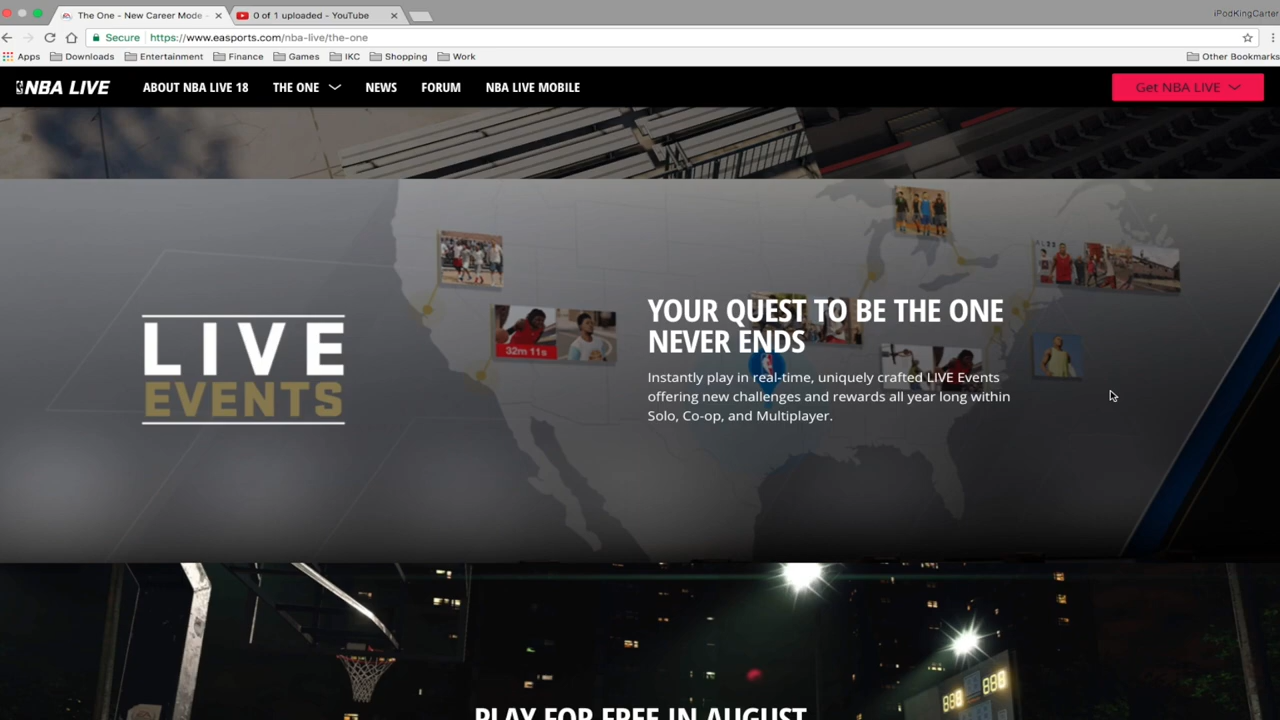 The One - New Career Mode -
0 of 1 uploaded - YouTube
iPodKingCarter
Secure
https://www.easports.com/nba-live/the-one
Apps
Downloads
Entertainment
Finance
Games
IKC
Shopping
Work
Other Bookmarks
NBA LIVE
ABOUT NBA LIVE 18
THE ONE
NEWS
FORUM
NBA LIVE MOBILE
Get NBA LIVE
32m 11s
LIVE
EVENTS
YOUR QUEST TO BE THE ONE
NEVER ENDS
Instantly play in real-time, uniquely crafted LIVE Events
offering new challenges and rewards all year long within
Solo, Co-op, and Multiplayer.
PLAY FOR FREE IN AUGUST